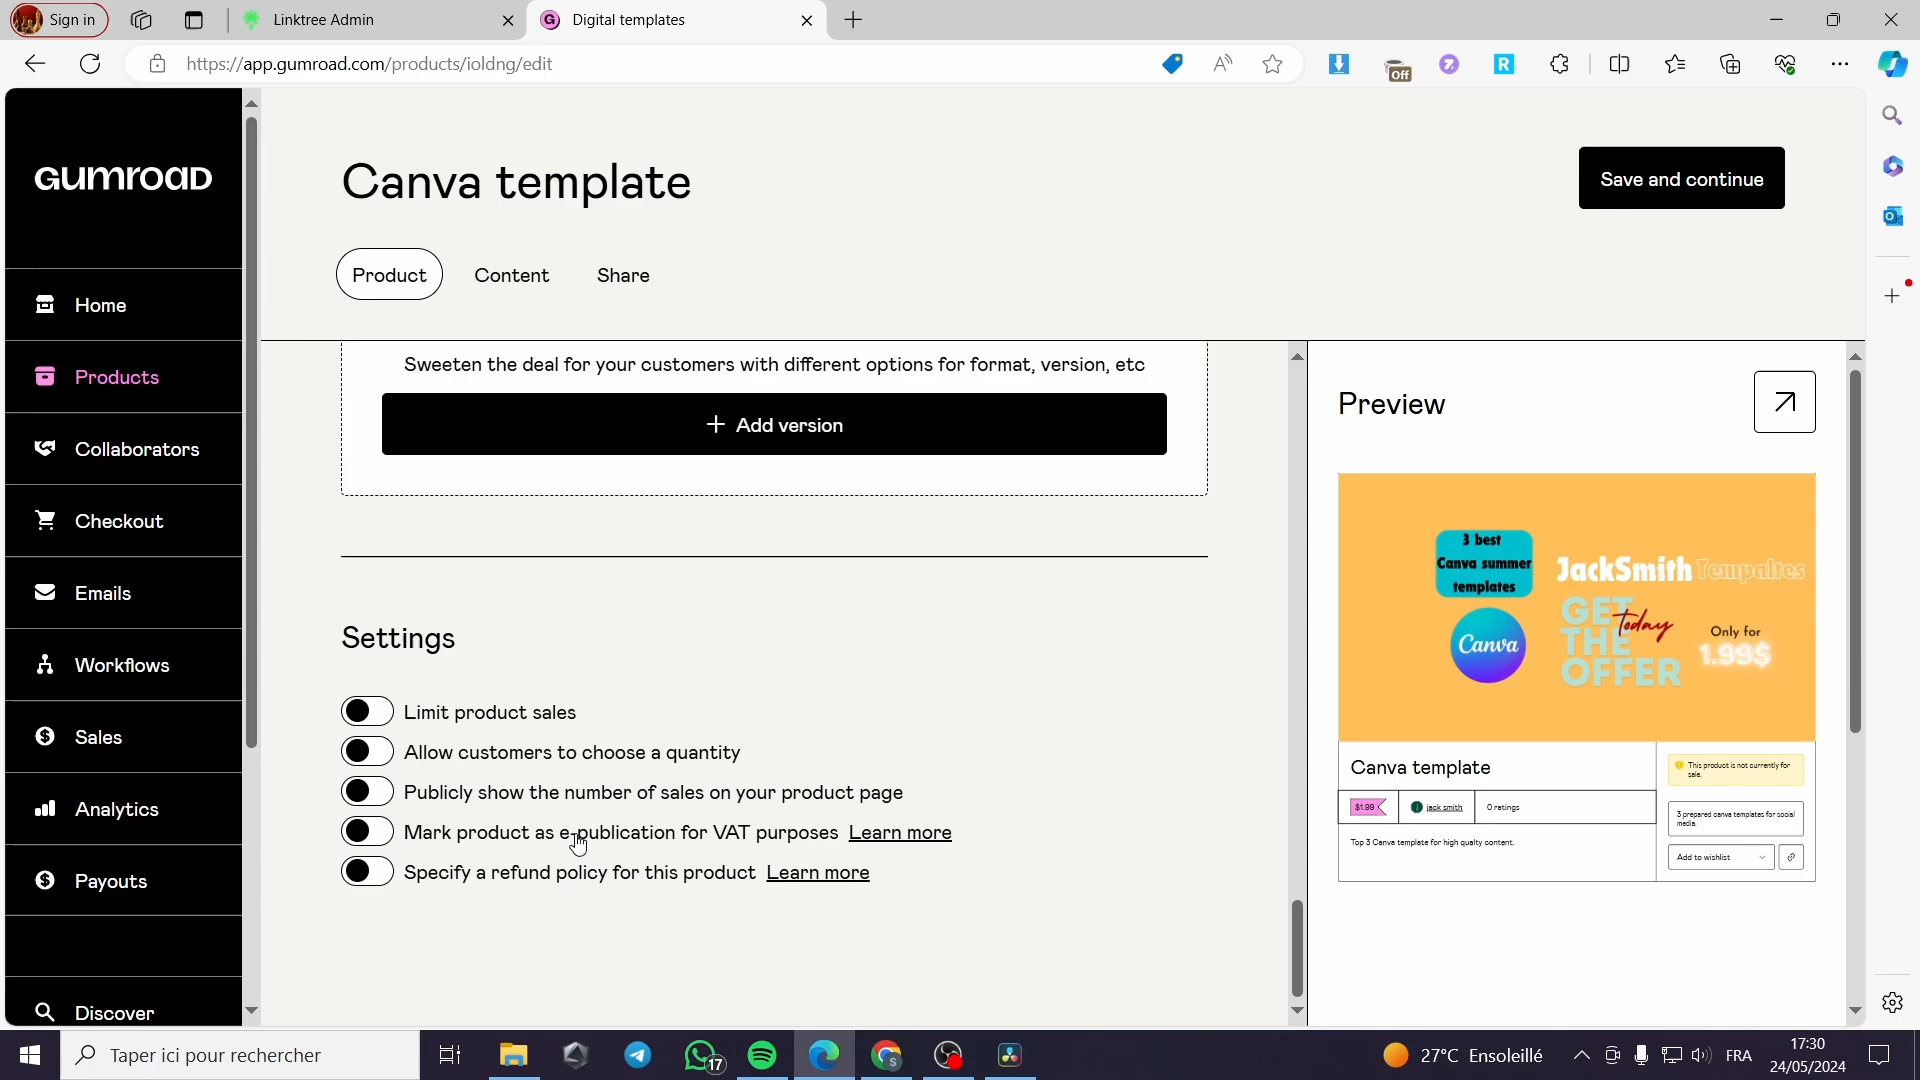 Sign in
Linktree Admin
Digital templates
https://app.gumroad.com/products/ioldng/edit
Off
GUMROAD
Canva template
Save and continue
Product
Content
Share
Home
Products
Collaborators
Checkout
Emails
Workflows
Sales
Analytics
Payouts
Discover
Sweeten the deal for your customers with different options for format, version, etc
+ Add version
Settings
Limit product sales
Allow customers to choose a quantity
Publicly show the number of sales on your product page
Mark product as e-publication for VAT purposes Learn more
Specify a refund policy for this product Learn more
Preview
3 best
Canva summer
templates
Canva
JackSmith Tempaltes
GET
today
THE
OFFER
Only for
1.99$
Canva template
$1.99
jack smith
0 ratings
Top 3 Canva template for high qualty content.
This product is not currently for
sale.
3 prepared canva templates for social
media.
Add to wishlist
Taper ici pour rechercher
17
27°C Ensoleillé
FRA
17:30
24/05/2024